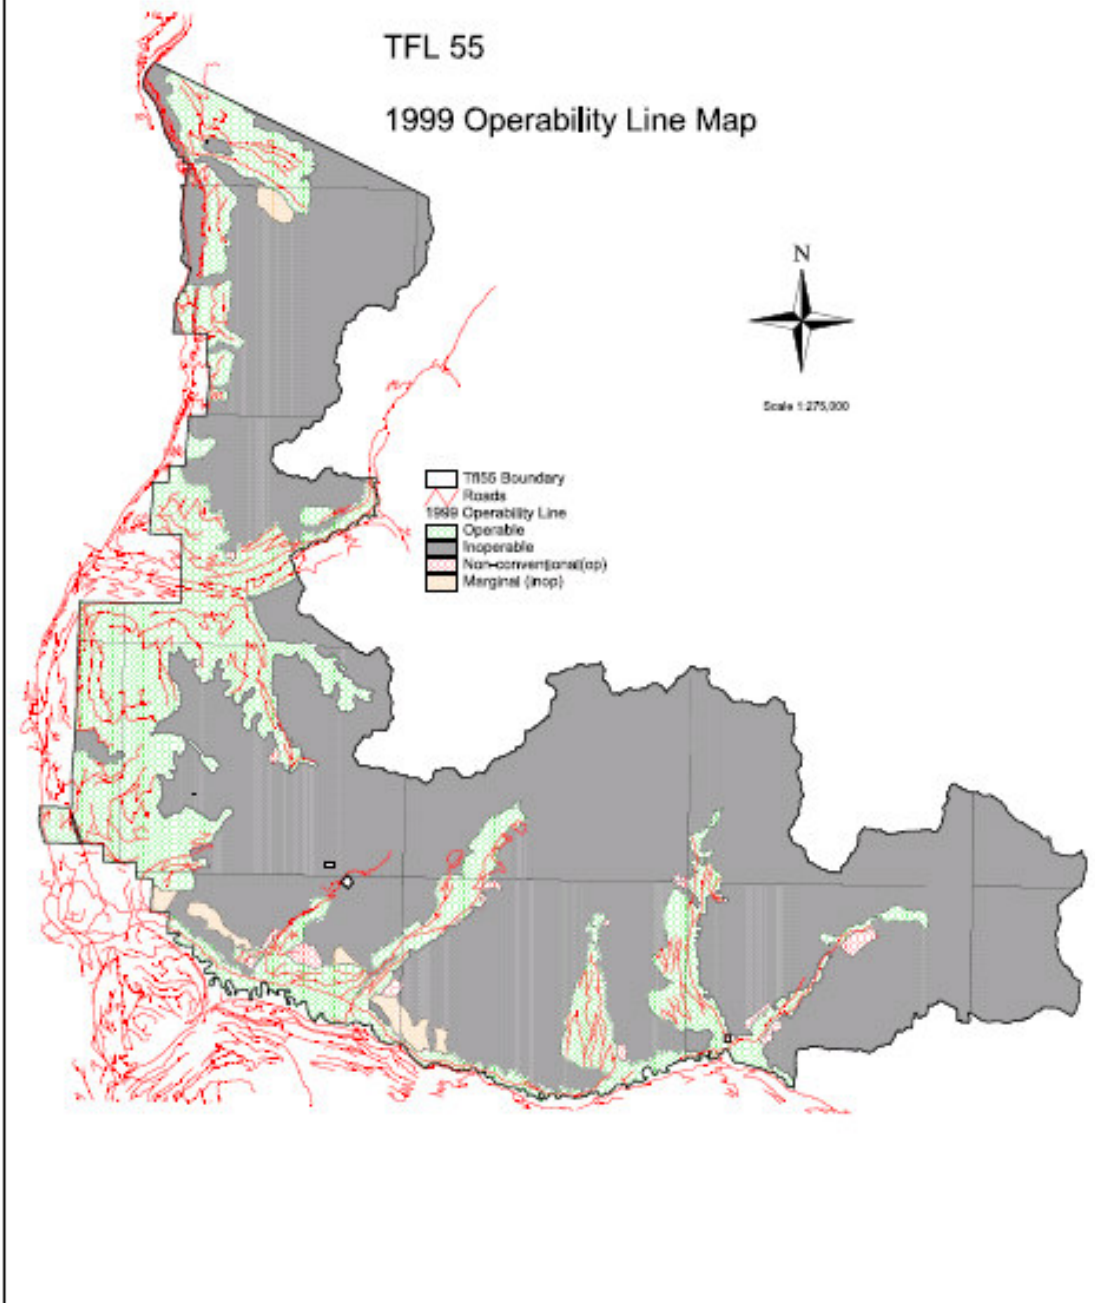 TFL 55
1999 Operability Line Map
N
Scale 1:275,000
Tfl55 Boundary
Roads
1999 Operability Line
Operable
Inoperable
Non-conventional(op)
Marginal (inop)